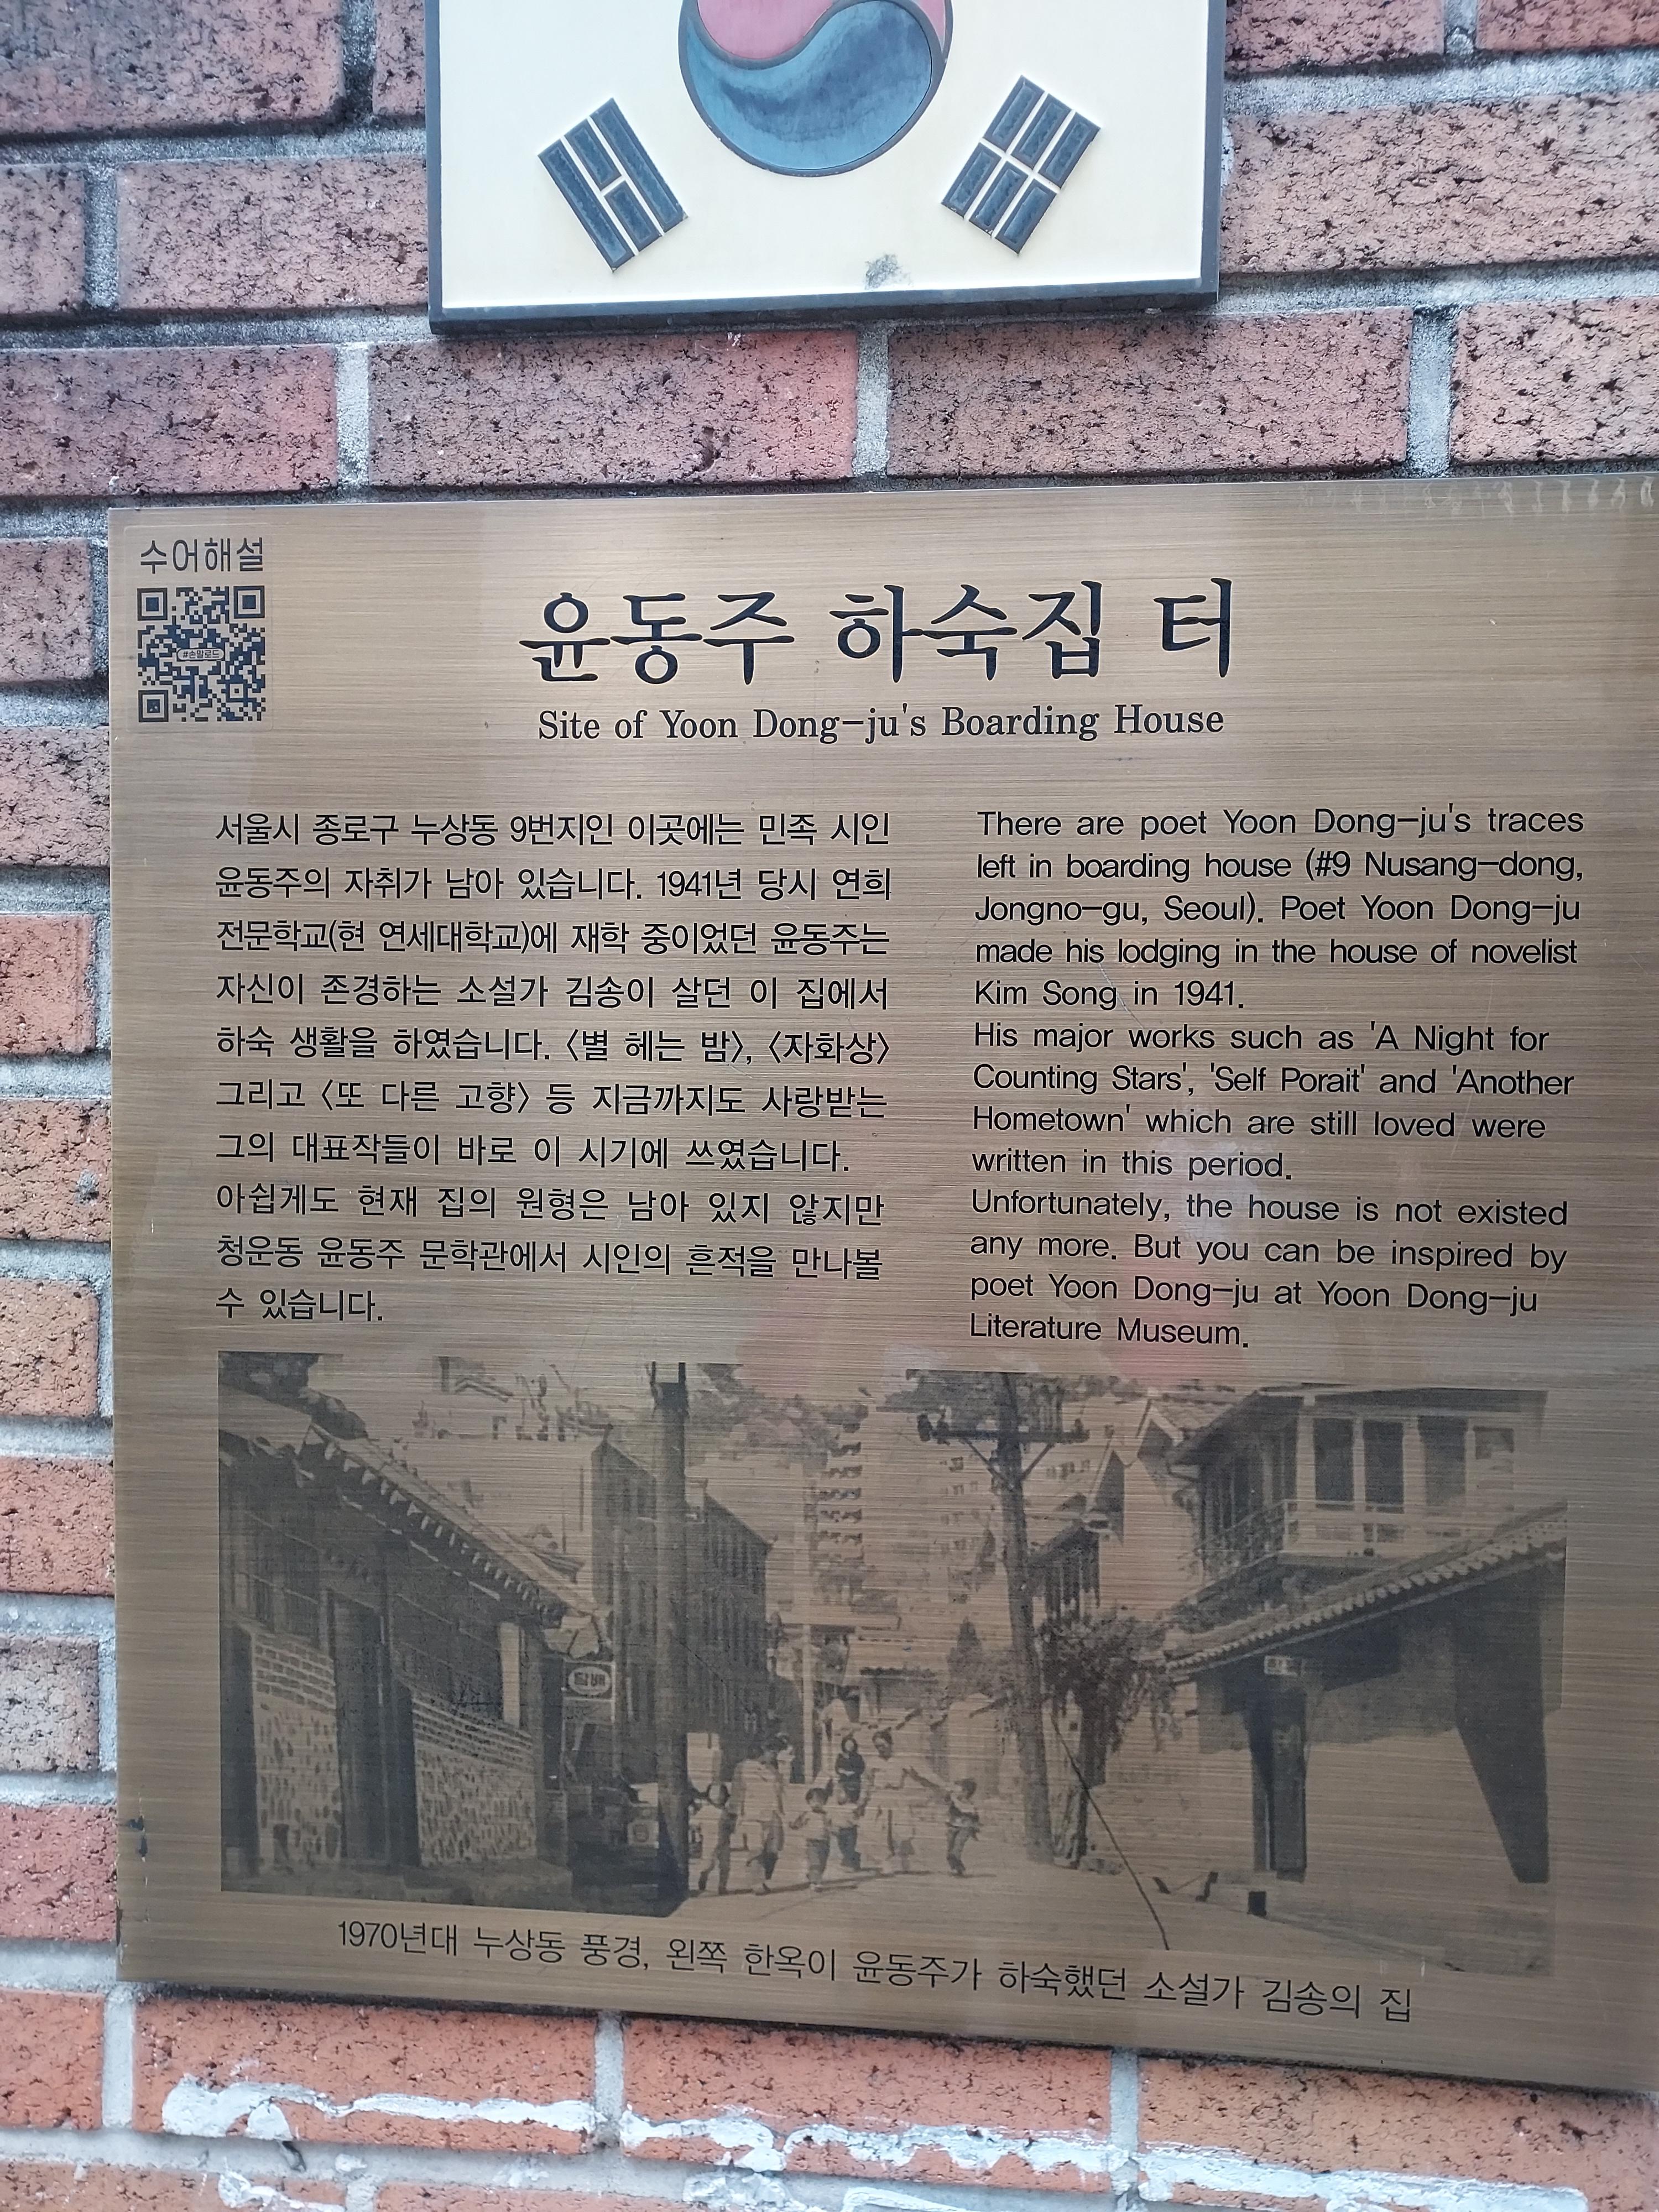 수어해설
#손말로드
윤동주 하숙집 터
Site of Yoon Dong-ju's Boarding House
서울시 종로구 누상동 9번지인 이곳에는 민족 시인
윤동주의 자취가 남아 있습니다. 1941년 당시 연희
전문학교(현 연세대학교)에 재학 중이었던 윤동주는
자신이 존경하는 소설가 김송이 살던 이 집에서
하숙 생활을 하였습니다. 〈별 헤는 밤〉, 〈자화상〉
그리고 〈또 다른 고향〉 등 지금까지도 사랑받는
그의 대표작들이 바로 이 시기에 쓰였습니다.
아쉽게도 현재 집의 원형은 남아 있지 않지만
청운동 윤동주 문학관에서 시인의 흔적을 만나볼
수 있습니다.
There are poet Yoon Dong-ju's traces
left in boarding house (#9 Nusang-dong,
Jongno-gu, Seoul). Poet Yoon Dong-ju
made his lodging in the house of novelist
Kim Song in 1941.
His major works such as 'A Night for
Counting Stars', 'Self Porait' and 'Another
Hometown' which are still loved were
written in this period.
Unfortunately, the house is not existed
any more. But you can be inspired by
poet Yoon Dong-ju at Yoon Dong-ju
Literature Museum.
담배
1970년대 누상동 풍경, 왼쪽 한옥이 윤동주가 하숙했던 소설가 김송의 집